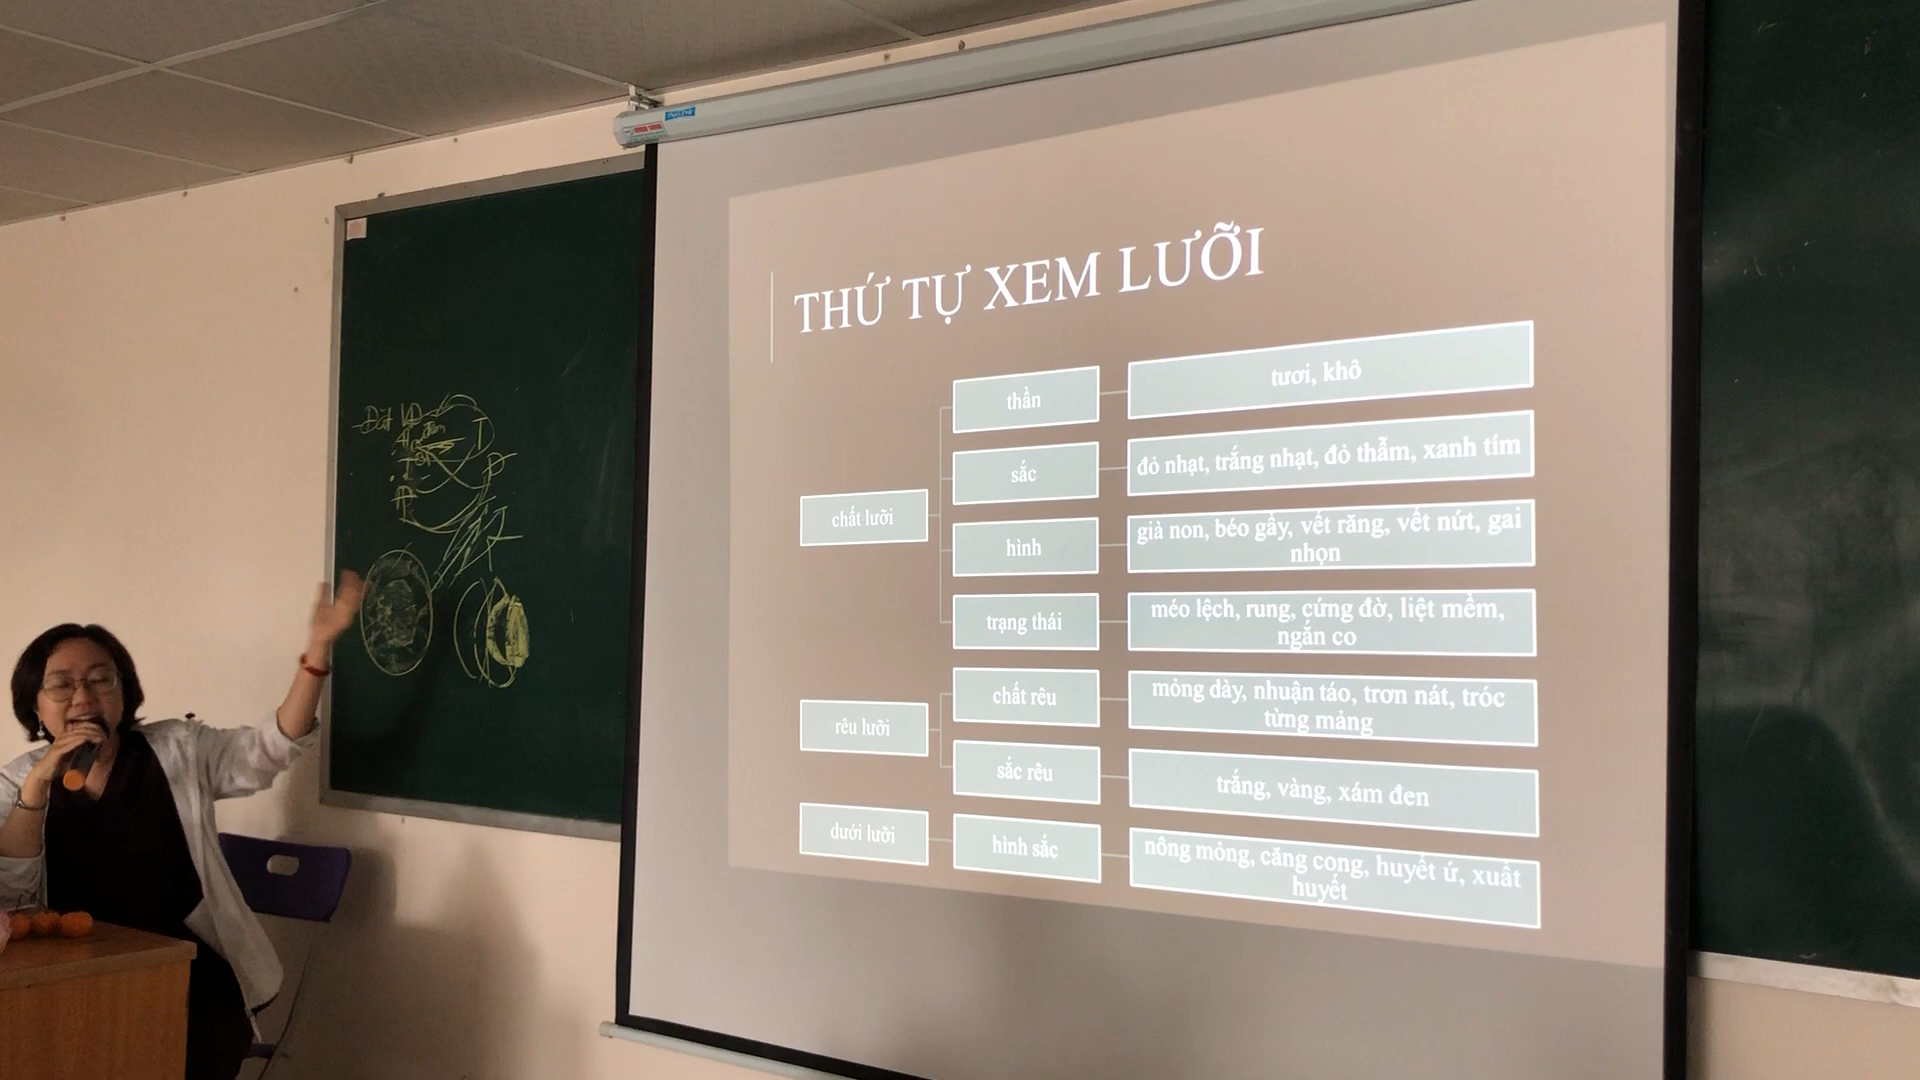 THỨ TỰ XEM LƯỠI
chất lưỡi
thần
tươi, khô
sắc
đỏ nhạt, trắng nhạt, đỏ thẫm, xanh tím
hình
già non, béo gầy, vết răng, vết nứt, gai
nhọn
trạng thái
méo lệch, rung, cứng đờ, liệt mềm,
ngắn co
rêu lưỡi
chất rêu
mỏng dày, nhuận táo, trơn nát, tróc
từng mảng
sắc rêu
trắng, vàng, xám đen
dưới lưỡi
hình sắc
nông mỏng, căng cong, huyết ứ, xuất
huyết